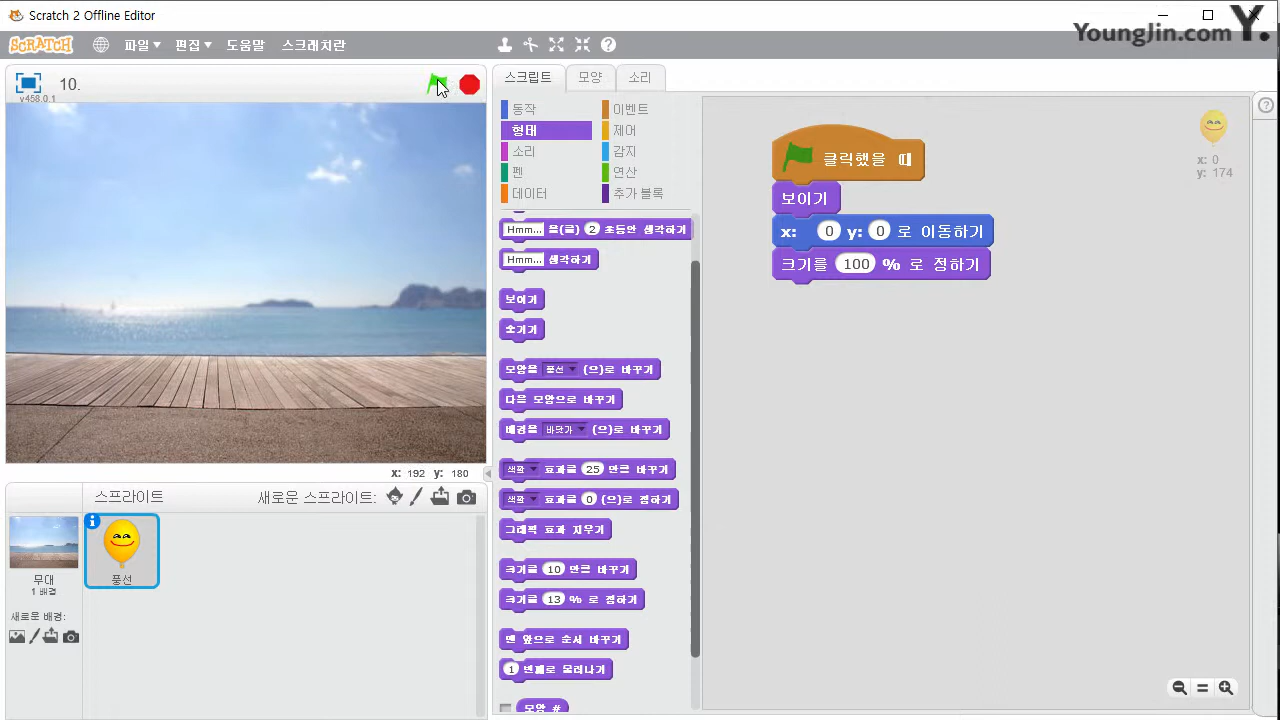 Scratch 2 Offline Editor
YoungJin.com Y.
SCRATCH 파일▼ 편집▼ 도움말 스크래처란
10.
v458.0.1
스크립트 모양 소리
동작 이벤트
형태 제어
소리 감지
펜 연산
데이터 추가 블록
Hmm... 을(를) 2 초동안 생각하기
Hmm... 생각하기
보이기
숨기기
모양을 풍선 (으)로 바꾸기
다음 모양으로 바꾸기
배경을 바닷가 (으)로 바꾸기
색깔 효과를 25 만큼 바꾸기
색깔 효과를 0 (으)로 정하기
그래픽 효과 지우기
크기를 10 만큼 바꾸기
크기를 13 % 로 정하기
맨 앞으로 순서 바꾸기
1 번째로 물러나기
모양 #
클릭했을 때
보이기
x: 0 y: 0 로 이동하기
크기를 100 % 로 정하기
x: 0
y: 174
x: 192 y: 180
스프라이트 새로운 스프라이트:
무대
1 배경
새로운 배경:
풍선